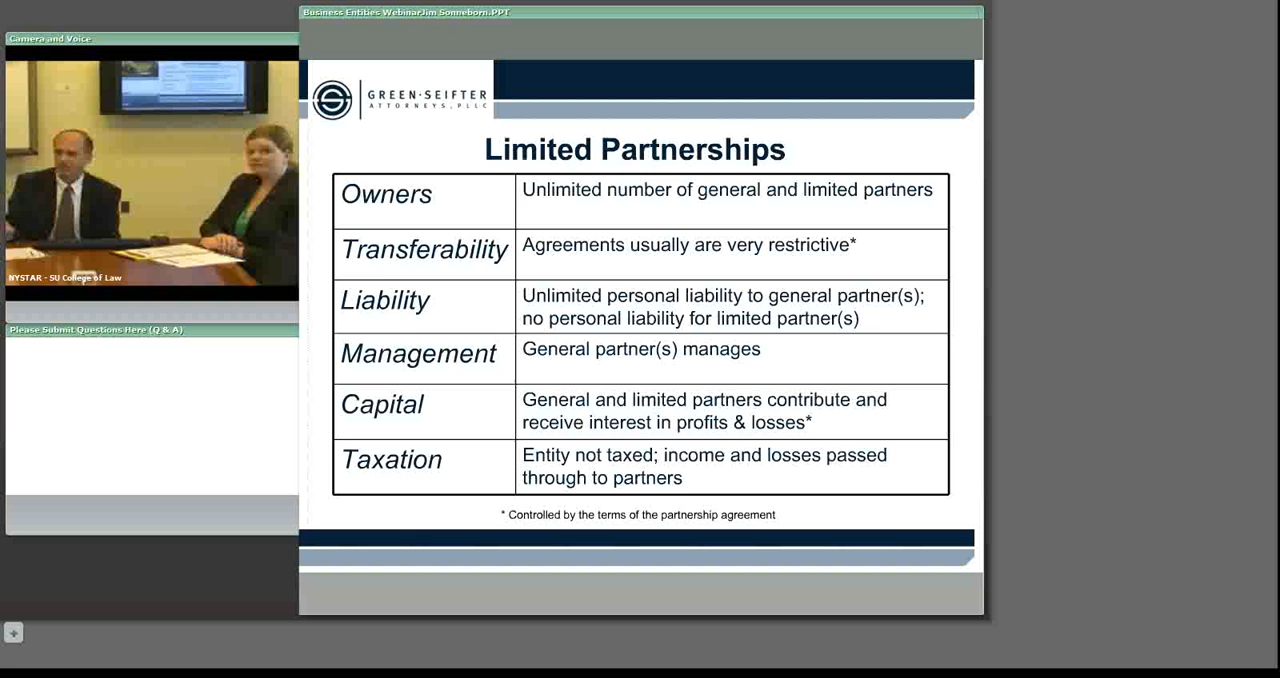 Business Entities WebinarJim Sonneborn.PPT
Camera and Voice
NYSTAR - SU College of Law
Please Submit Questions Here (Q & A)
GREEN·SEIFTER
ATTORNEYS, PLLC
Limited Partnerships
Owners
Unlimited number of general and limited partners
Transferability
Agreements usually are very restrictive*
Liability
Unlimited personal liability to general partner(s);
no personal liability for limited partner(s)
Management
General partner(s) manages
Capital
General and limited partners contribute and
receive interest in profits & losses*
Taxation
Entity not taxed; income and losses passed
through to partners
* Controlled by the terms of the partnership agreement